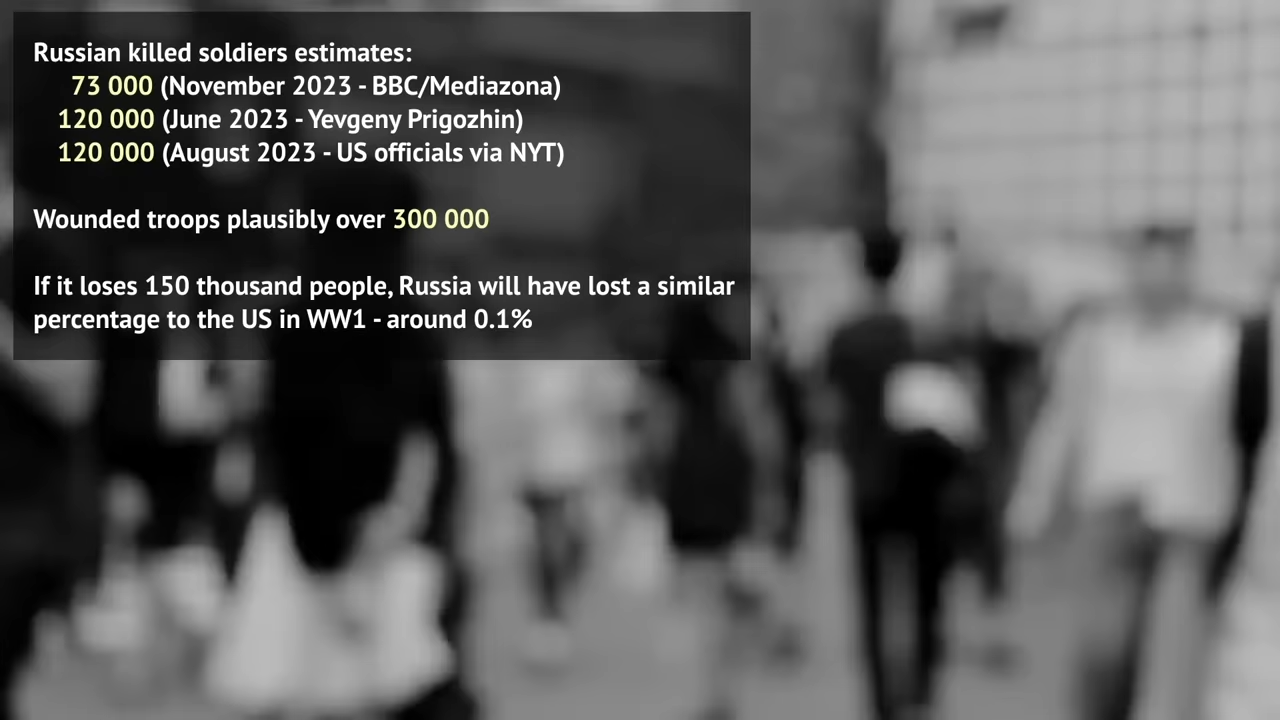 Russian killed soldiers estimates:
73 000 (November 2023 - BBC/Mediazona)
120 000 (June 2023 - Yevgeny Prigozhin)
120 000 (August 2023 - US officials via NYT)
Wounded troops plausibly over 300 000
If it loses 150 thousand people, Russia will have lost a similar
percentage to the US in WW1 - around 0.1%